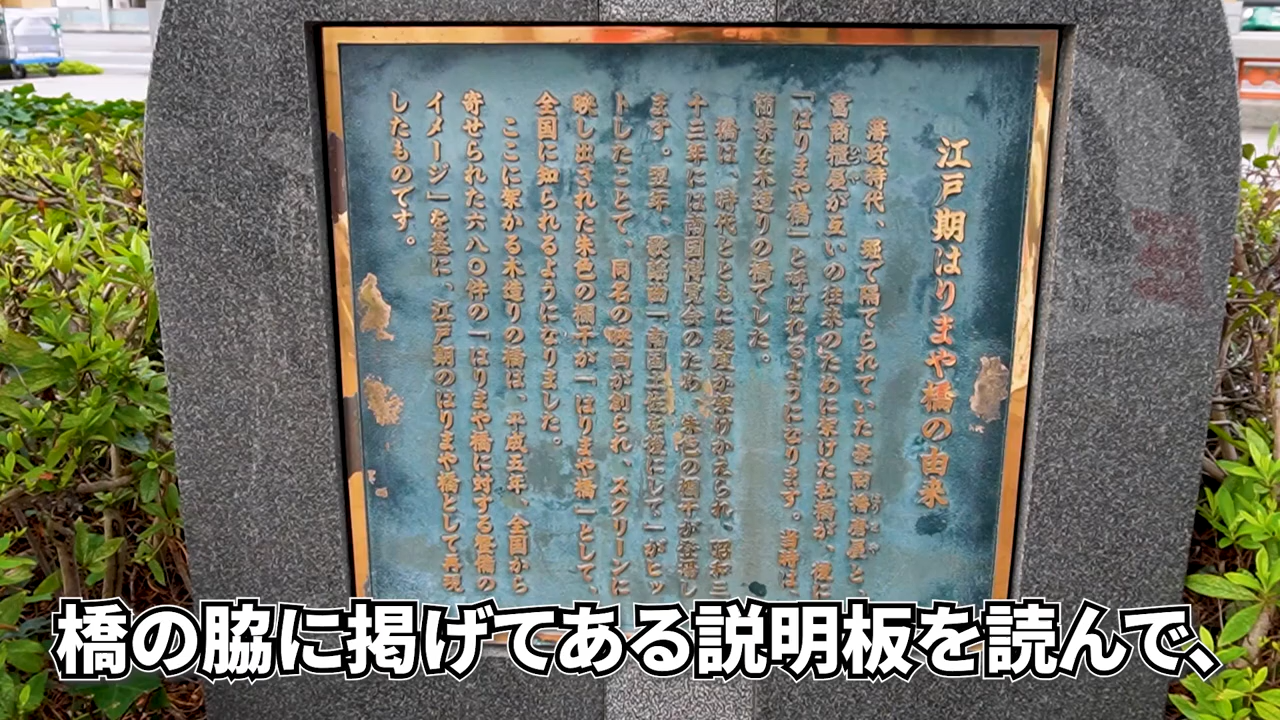 江戸期はりまや橋の由来
藩政時代、堀で隔てられていた豪商播磨屋と
はりまや
富商櫃屋が互いの往来のために架けた私橋が、後に
ひつや
「はりまや橋」と呼ばれるようになります。当時は
簡素な木造りの橋でした。
橋は、時代とともに幾度か架けかえられ、昭和三
十三年には南国博覧会のため、朱色の欄干が登場し
ます。翌年、歌謡曲「南国土佐を後にして」がヒッ
トしたことで、同名の映画が創られ、スクリーンに
映し出された朱色の欄干が「はりまや橋」として、
全国に知られるようになりました。
ここに架かる木造りの橋は、平成五年、全国から
寄せられた六八〇件の「はりまや橋に対する整備の
イメージ」を基に、江戸期のはりまや橋として再現
したものです。
橋の脇に掲げてある説明板を読んで、